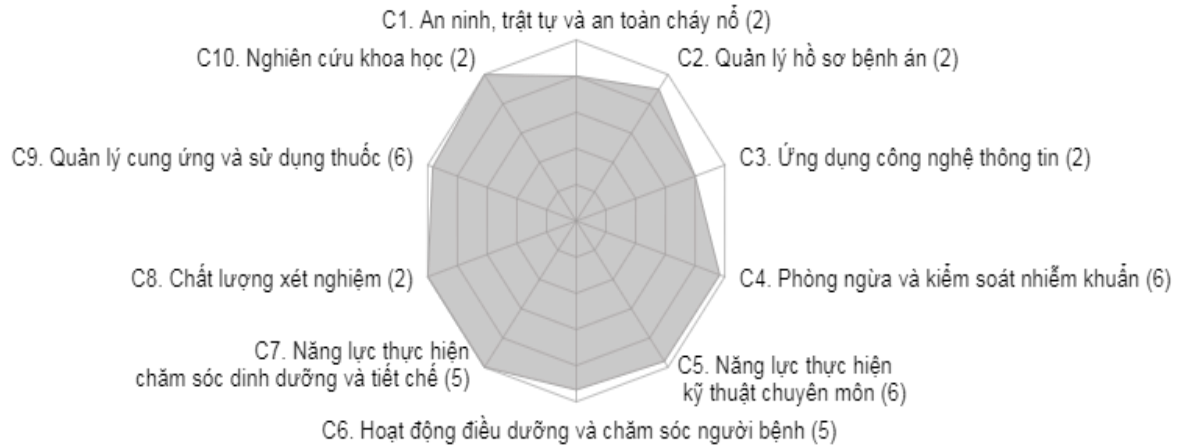 C1. An ninh, trật tự và an toàn cháy nổ (2)
C2. Quản lý hồ sơ bệnh án (2)
C3. Ứng dụng công nghệ thông tin (2)
C4. Phòng ngừa và kiểm soát nhiễm khuẩn (6)
C5. Năng lực thực hiện
kỹ thuật chuyên môn (6)
C6. Hoạt động điều dưỡng và chăm sóc người bệnh (5)
C7. Năng lực thực hiện
chăm sóc dinh dưỡng và tiết chế (5)
C8. Chất lượng xét nghiệm (2)
C9. Quản lý cung ứng và sử dụng thuốc (6)
C10. Nghiên cứu khoa học (2)